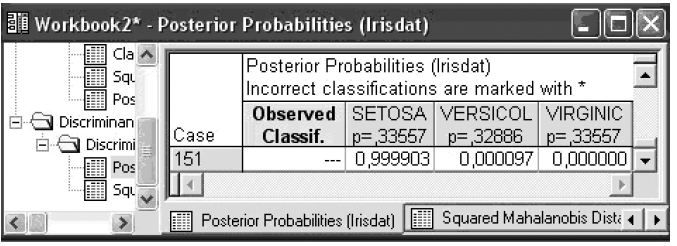 Workbook2* - Posterior Probabilities (Irisdat)
Cla
Squ
Pos
Discriminan
Discrimi
Pos
Squ
Posterior Probabilities (Irisdat)
Incorrect classifications are marked with *
Case
Observed Classif.
SETOSA p=,33557
VERSICOL p=,32886
VIRGINIC p=,33557
151 --- 0,999903 0,000097 0,000000
Posterior Probabilities (Irisdat) Squared Mahalanobis Dista